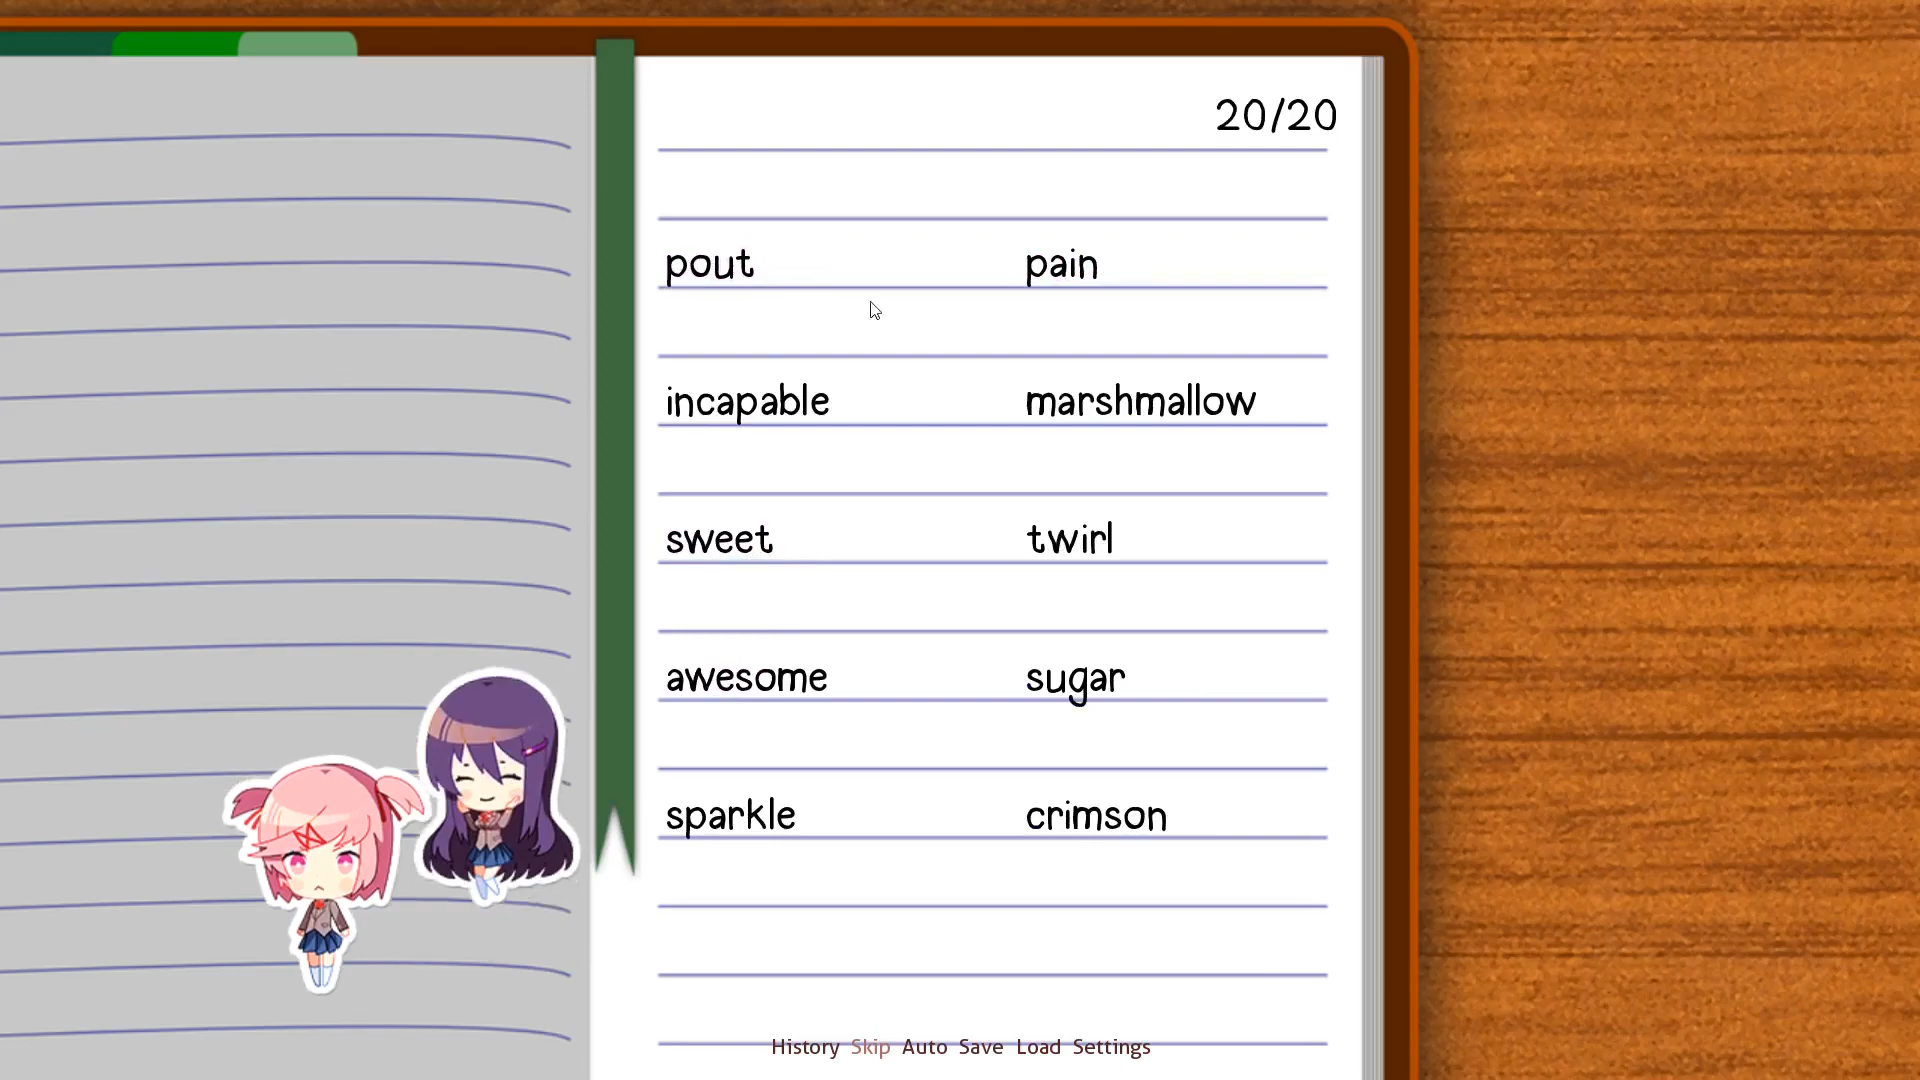 20/20
pout pain
incapable marshmallow
sweet twirl
awesome sugar
sparkle crimson
History Skip Auto Save Load Settings